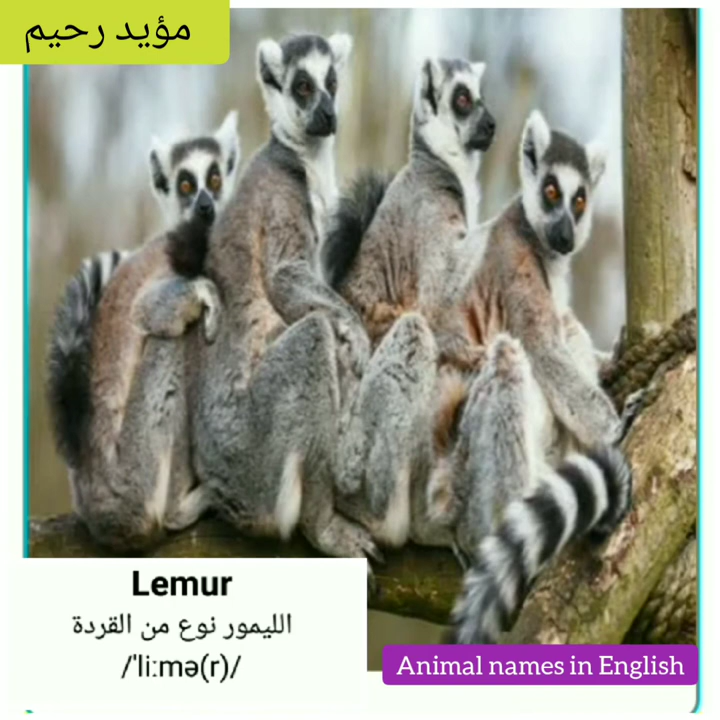 مؤيد رحيم
Lemur
الليمور نوع من القردة
/ˈliːmə(r)/
Animal names in English